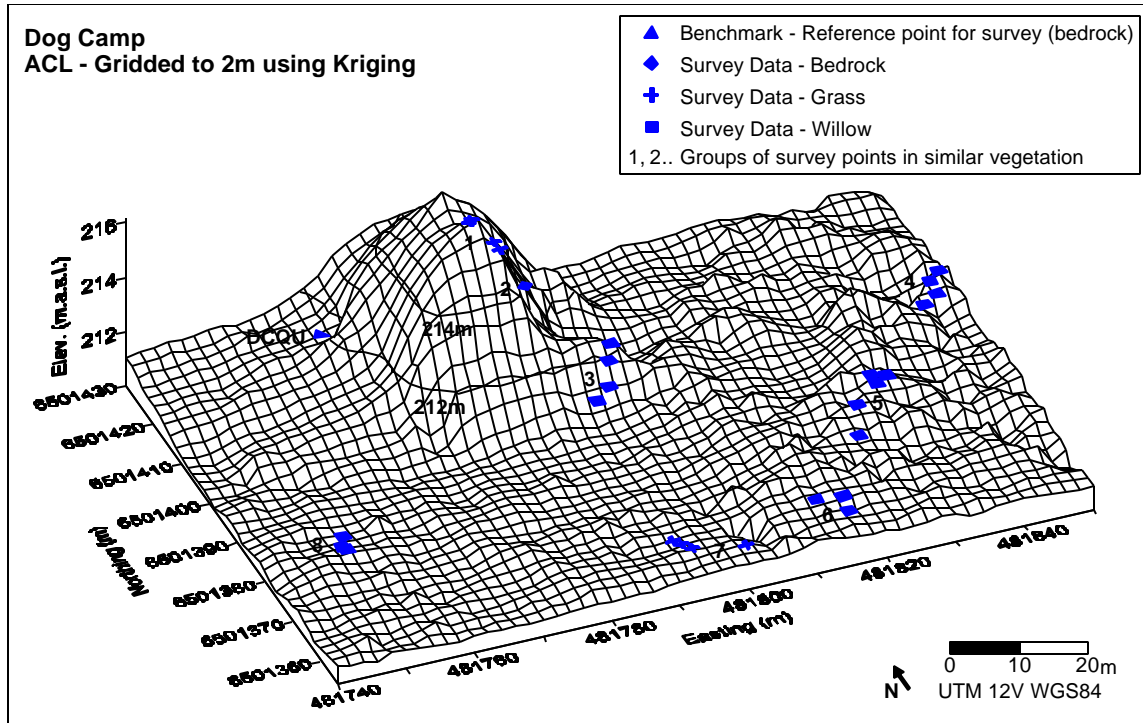 Dog Camp
ACL - Gridded to 2m using Kriging
Benchmark - Reference point for survey (bedrock)
Survey Data - Bedrock
Survey Data - Grass
Survey Data - Willow
1, 2.. Groups of survey points in similar vegetation
Elev. (m.a.s.l.)
216
214
212
DCQU
1
2
3
4
5
6
7
8
214m
212m
6501430
6501420
6501410
6501400
6501390
6501380
6501370
6501360
Northing (m)
481740
481760
481780
481800
481820
481840
Easting (m)
0 10 20m
N UTM 12V WGS84